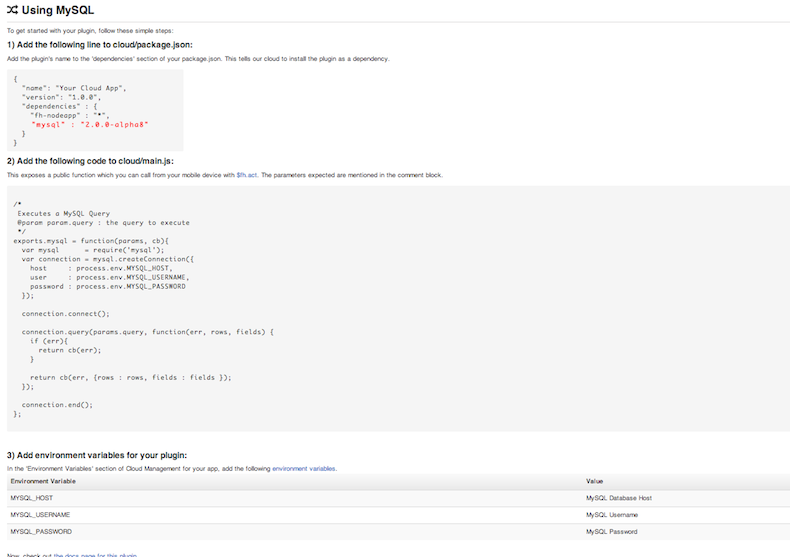 Using MySQL
To get started with your plugin, follow these simple steps:
1) Add the following line to cloud/package.json:
Add the plugin's name to the 'dependencies' section of your package.json. This tells our cloud to install the plugin as a dependency.
{
"name": "Your Cloud App",
"version": "1.0.0",
"dependencies" : {
"fh-nodeapp" : "*",
"mysql" : "2.0.0-alpha8"
}
}
2) Add the following code to cloud/main.js:
This exposes a public function which you can call from your mobile device with $fh.act. The parameters expected are mentioned in the comment block.
/*
Executes a MySQL Query
@param param.query : the query to execute
*/
exports.mysql = function(params, cb){
var mysql = require('mysql');
var connection = mysql.createConnection({
host : process.env.MYSQL_HOST,
user : process.env.MYSQL_USERNAME,
password : process.env.MYSQL_PASSWORD
});
connection.connect();
connection.query(params.query, function(err, rows, fields) {
if (err){
return cb(err);
}
return cb(err, {rows : rows, fields : fields });
});
connection.end();
};
3) Add environment variables for your plugin:
In the 'Environment Variables' section of Cloud Management for your app, add the following environment variables.
Environment Variable Value
MYSQL_HOST MySQL Database Host
MYSQL_USERNAME MySQL Username
MYSQL_PASSWORD MySQL Password
Now, check out the docs page for this plugin